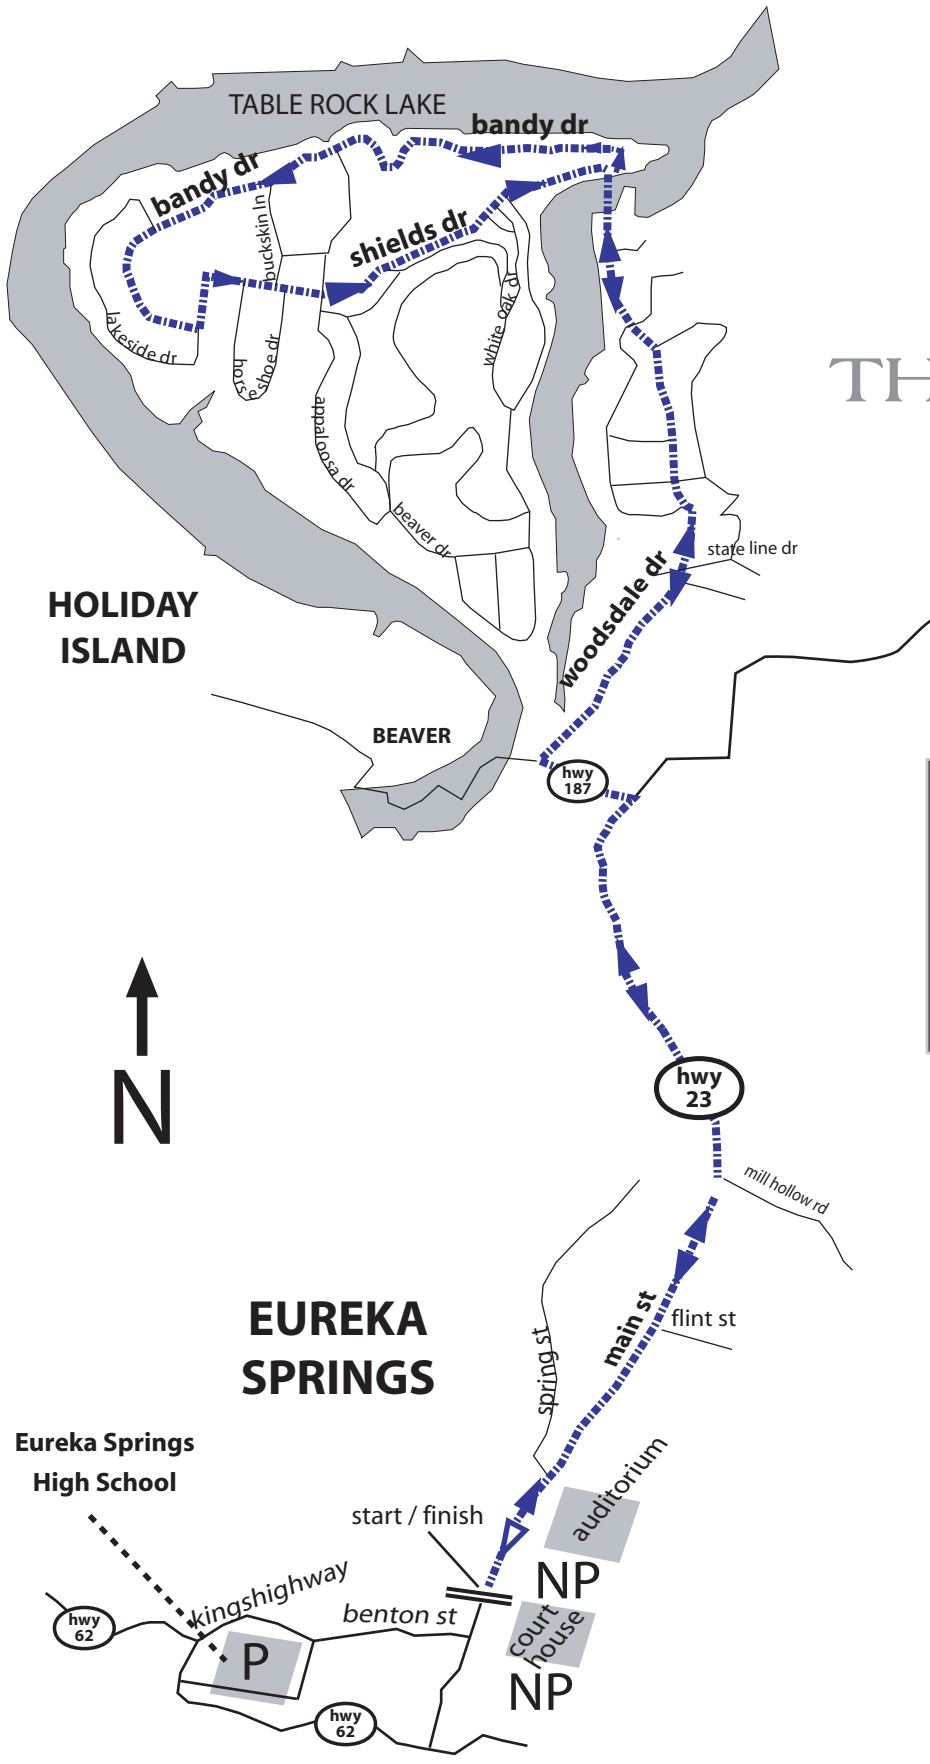 TABLE ROCK LAKE
bandy dr
bandy dr
buckskin ln
shields dr
lakeside dr
horseshoe dr
white oak dr
TH
appaloosa dr
beaver dr
state line dr
woodsdale dr
HOLIDAY
ISLAND
BEAVER
hwy
187
N
hwy
23
mill hollow rd
EUREKA
SPRINGS
main st
flint st
spring st
Eureka Springs
High School
auditorium
start / finish
NP
kingshighway
benton st
court
house
hwy
62
P
NP
hwy
62